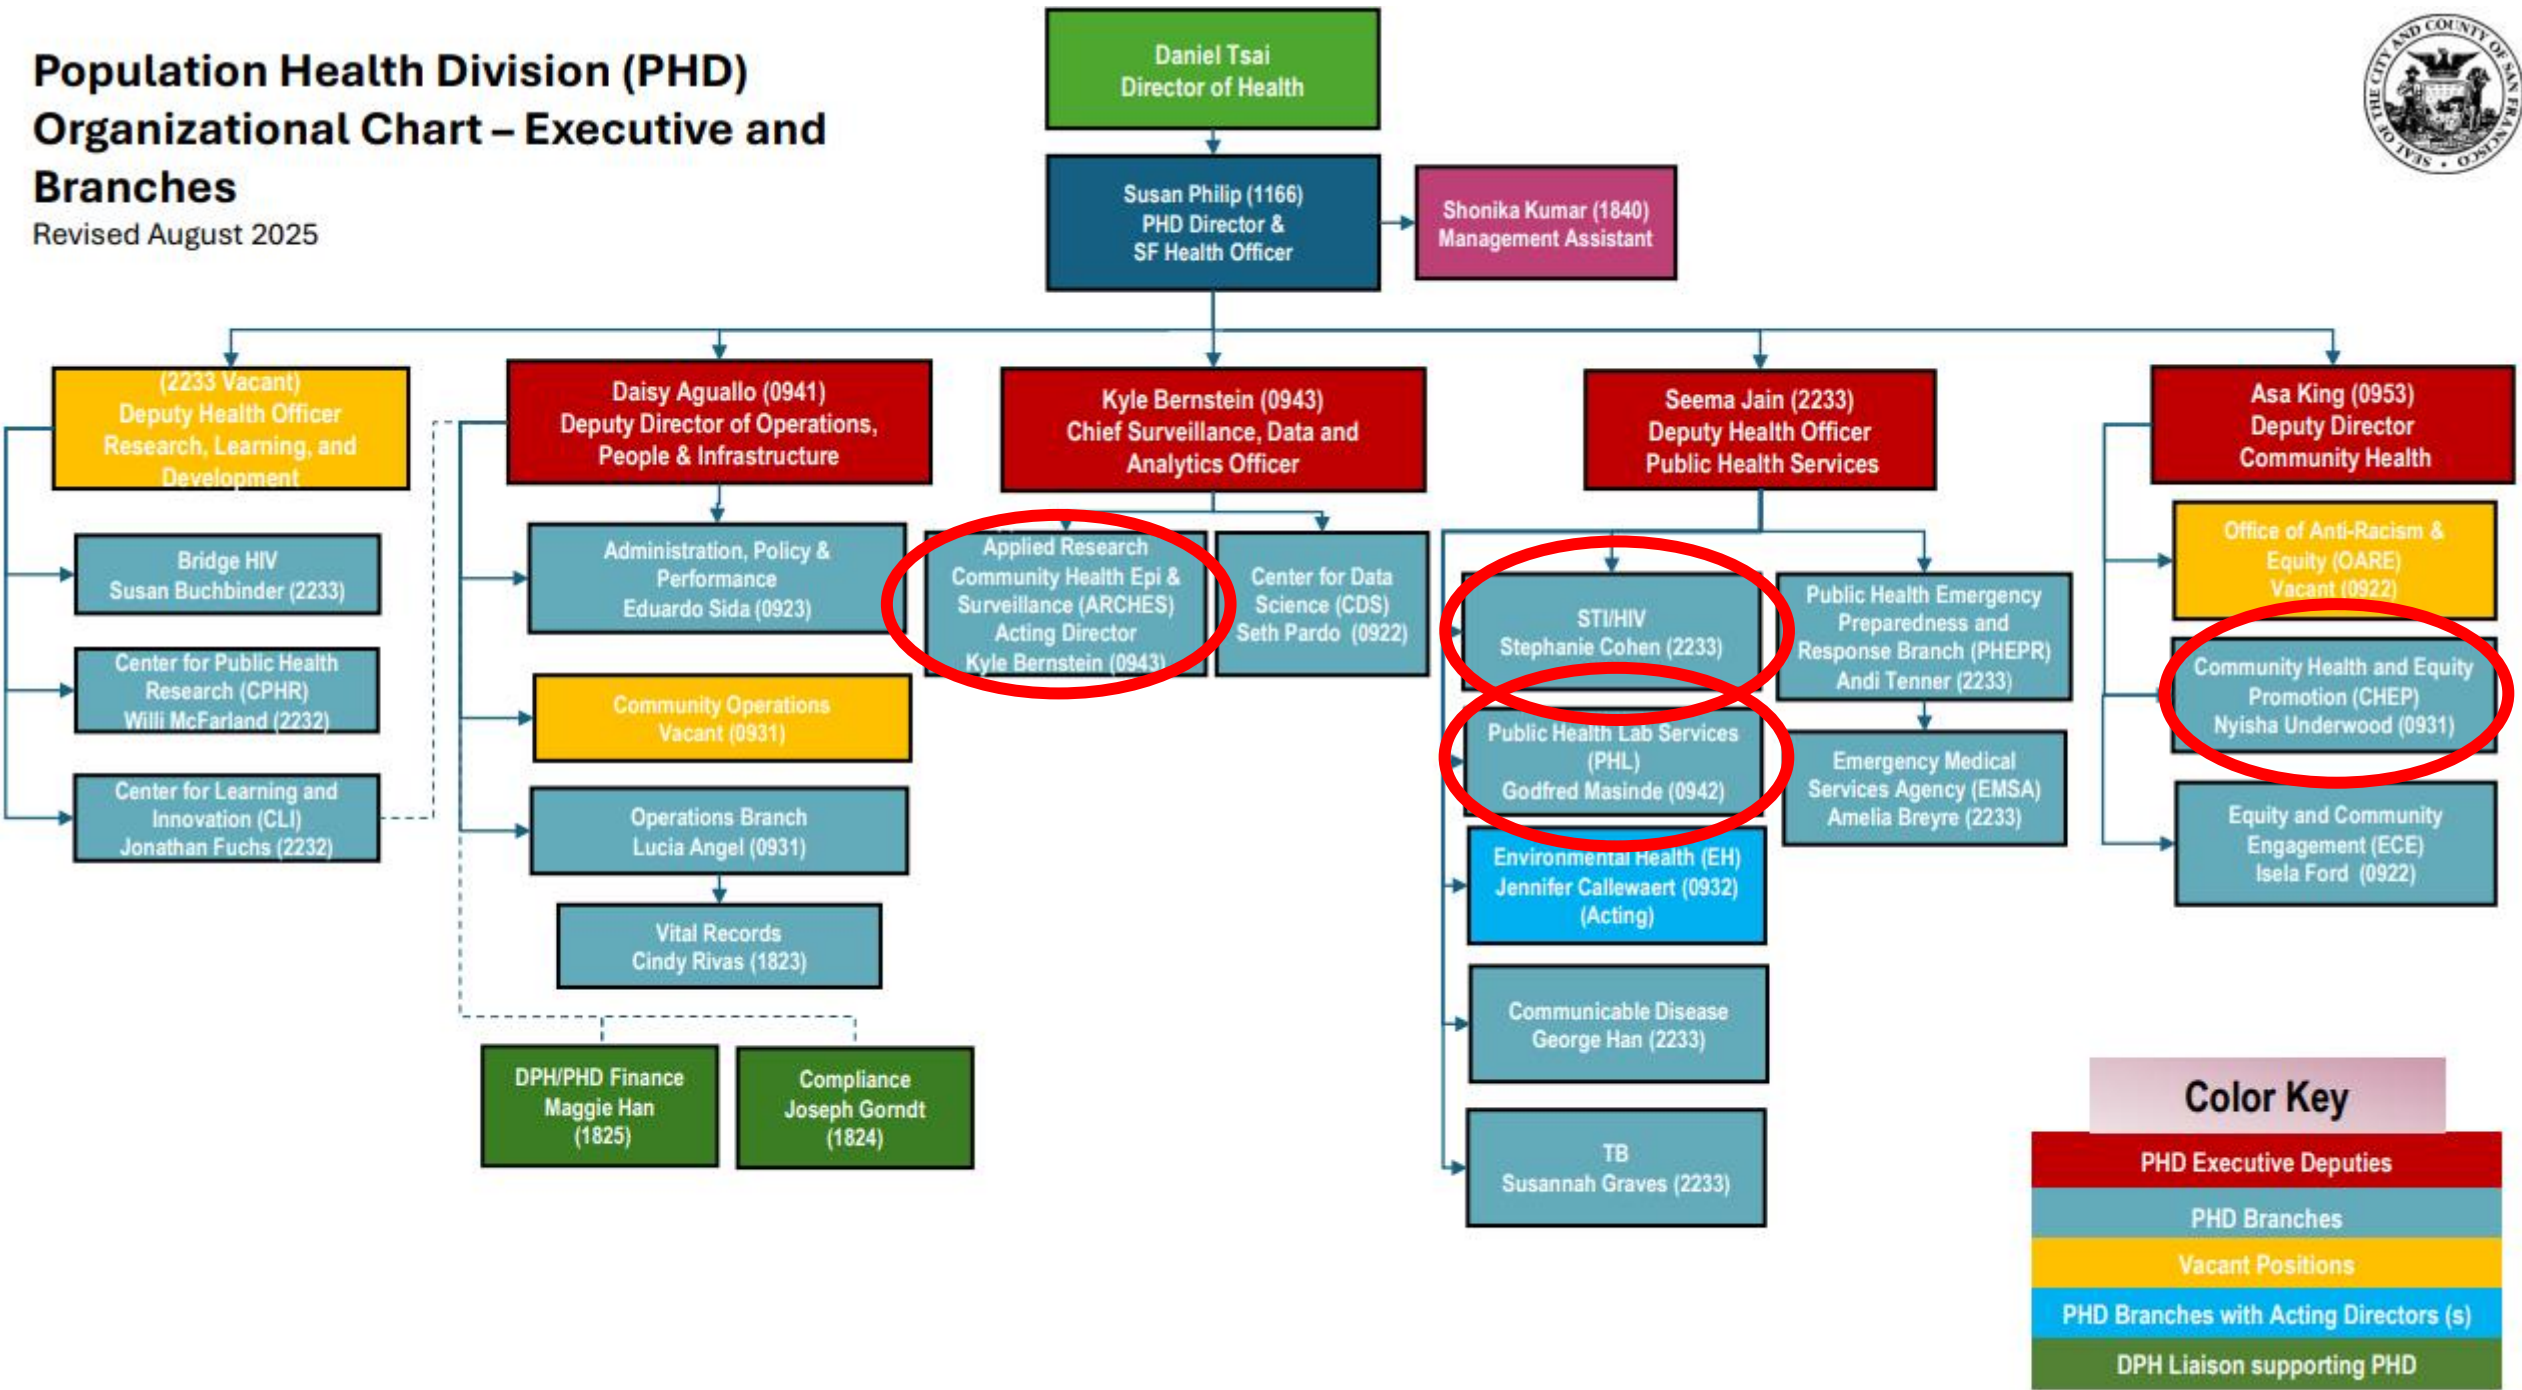 Population Health Division (PHD)
Organizational Chart – Executive and
Branches
Revised August 2025
Daniel Tsai
Director of Health
SEAL OF THE CITY AND COUNTY OF SAN FRANCISCO
Susan Philip (1166)
PHD Director &
SF Health Officer
Shonika Kumar (1840)
Management Assistant
(2233 Vacant)
Deputy Health Officer
Research, Learning, and
Development
Bridge HIV
Susan Buchbinder (2233)
Center for Public Health
Research (CPHR)
Willi McFarland (2232)
Center for Learning and
Innovation (CLI)
Jonathan Fuchs (2232)
Daisy Aguallo (0941)
Deputy Director of Operations,
People & Infrastructure
Administration, Policy &
Performance
Eduardo Sida (0923)
Community Operations
Vacant (0931)
Operations Branch
Lucia Angel (0931)
Vital Records
Cindy Rivas (1823)
DPH/PHD Finance
Maggie Han
(1825)
Compliance
Joseph Gorndt
(1824)
Kyle Bernstein (0943)
Chief Surveillance, Data and
Analytics Officer
Applied Research
Community Health Epi &
Surveillance (ARCHES)
Acting Director
Kyle Bernstein (0943)
Center for Data
Science (CDS)
Seth Pardo (0922)
Seema Jain (2233)
Deputy Health Officer
Public Health Services
STI/HIV
Stephanie Cohen (2233)
Public Health Lab Services
(PHL)
Godfred Masinde (0942)
Environmental Health (EH)
Jennifer Callewaert (0932)
(Acting)
Communicable Disease
George Han (2233)
TB
Susannah Graves (2233)
Public Health Emergency
Preparedness and
Response Branch (PHEPR)
Andi Tenner (2233)
Emergency Medical
Services Agency (EMSA)
Amelia Breyre (2233)
Asa King (0953)
Deputy Director
Community Health
Office of Anti-Racism &
Equity (OARE)
Vacant (0922)
Community Health and Equity
Promotion (CHEP)
Nyisha Underwood (0931)
Equity and Community
Engagement (ECE)
Isela Ford (0922)
Color Key
PHD Executive Deputies
PHD Branches
Vacant Positions
PHD Branches with Acting Directors (s)
DPH Liaison supporting PHD